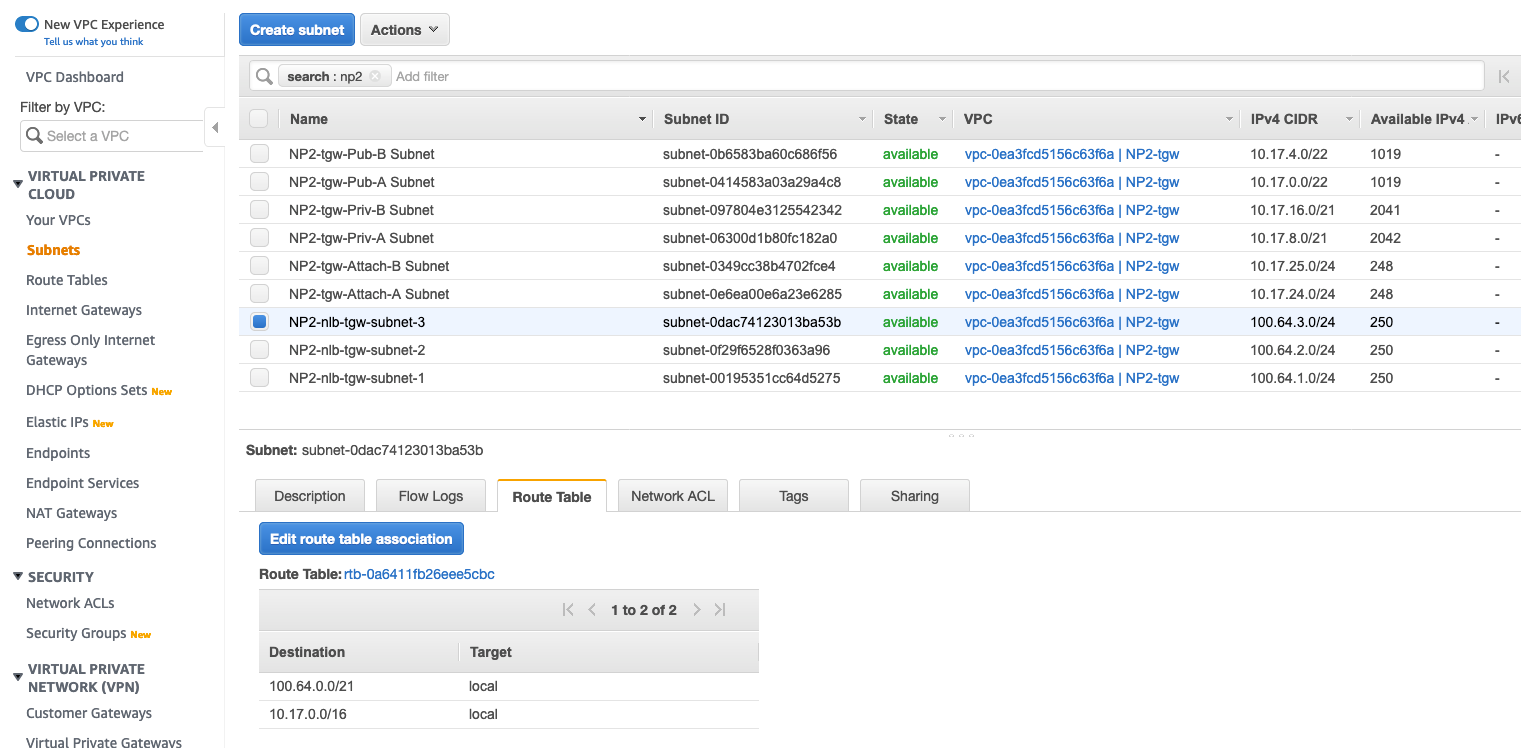 New VPC Experience
Tell us what you think
VPC Dashboard
Filter by VPC:
Select a VPC
VIRTUAL PRIVATE
CLOUD
Your VPCs
Subnets
Route Tables
Internet Gateways
Egress Only Internet
Gateways
DHCP Options Sets New
Elastic IPs New
Endpoints
Endpoint Services
NAT Gateways
Peering Connections
SECURITY
Network ACLs
Security Groups New
VIRTUAL PRIVATE
NETWORK (VPN)
Customer Gateways
Virtual Private Gateways
Create subnet Actions
search : np2 Add filter
Name Subnet ID State VPC IPv4 CIDR Available IPv4 IPv6
NP2-tgw-Pub-B Subnet subnet-0b6583ba60c686f56 available vpc-0ea3fcd5156c63f6a | NP2-tgw 10.17.4.0/22 1019 -
NP2-tgw-Pub-A Subnet subnet-0414583a03a29a4c8 available vpc-0ea3fcd5156c63f6a | NP2-tgw 10.17.0.0/22 1019 -
NP2-tgw-Priv-B Subnet subnet-097804e3125542342 available vpc-0ea3fcd5156c63f6a | NP2-tgw 10.17.16.0/21 2041 -
NP2-tgw-Priv-A Subnet subnet-06300d1b80fc182a0 available vpc-0ea3fcd5156c63f6a | NP2-tgw 10.17.8.0/21 2042 -
NP2-tgw-Attach-B Subnet subnet-0349cc38b4702fce4 available vpc-0ea3fcd5156c63f6a | NP2-tgw 10.17.25.0/24 248 -
NP2-tgw-Attach-A Subnet subnet-0e6ea00e6a23e6285 available vpc-0ea3fcd5156c63f6a | NP2-tgw 10.17.24.0/24 248 -
NP2-nlb-tgw-subnet-3 subnet-0dac74123013ba53b available vpc-0ea3fcd5156c63f6a | NP2-tgw 100.64.3.0/24 250 -
NP2-nlb-tgw-subnet-2 subnet-0f29f6528f0363a96 available vpc-0ea3fcd5156c63f6a | NP2-tgw 100.64.2.0/24 250 -
NP2-nlb-tgw-subnet-1 subnet-00195351cc64d5275 available vpc-0ea3fcd5156c63f6a | NP2-tgw 100.64.1.0/24 250 -
Subnet: subnet-0dac74123013ba53b
Description Flow Logs Route Table Network ACL Tags Sharing
Edit route table association
Route Table: rtb-0a6411fb26eee5cbc
1 to 2 of 2
Destination Target
100.64.0.0/21 local
10.17.0.0/16 local